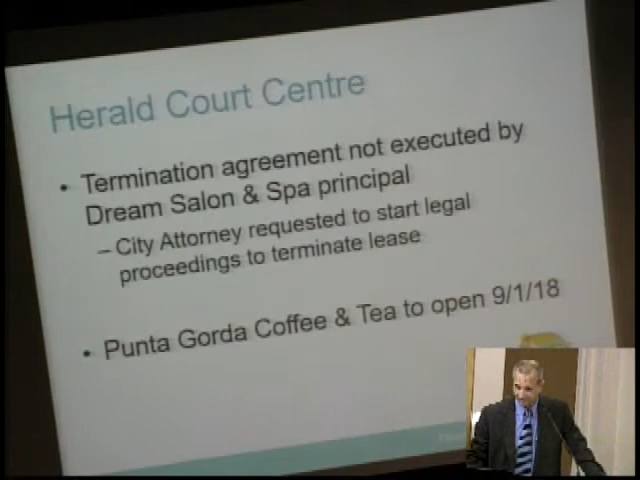 Herald Court Centre
• Termination agreement not executed by
Dream Salon & Spa principal
– City Attorney requested to start legal
proceedings to terminate lease
• Punta Gorda Coffee & Tea to open 9/1/18